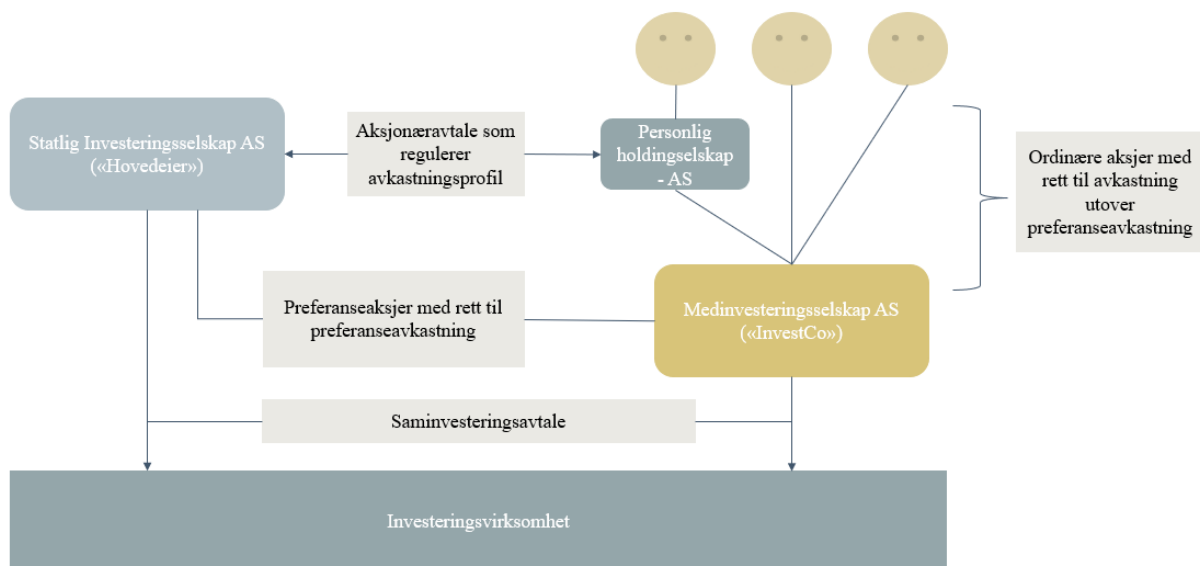 Statlig Investeringsselskap AS
(«Hovedeier»)
Aksjonæravtale som
regulerer
avkastningsprofil
Personlig
holdingselskap
- AS
Ordinære aksjer med
rett til avkastning
utover
preferanseavkastning
Preferanseaksjer med rett til
preferanseavkastning
Medinvesteringsselskap AS
(«InvestCo»)
Saminvesteringsavtale
Investeringsvirksomhet